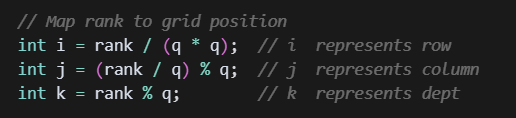 // Map rank to grid position
int i = rank / (q * q);  // i  represents row
int j = (rank / q) % q;  // j  represents column
int k = rank % q;        // k  represents dept